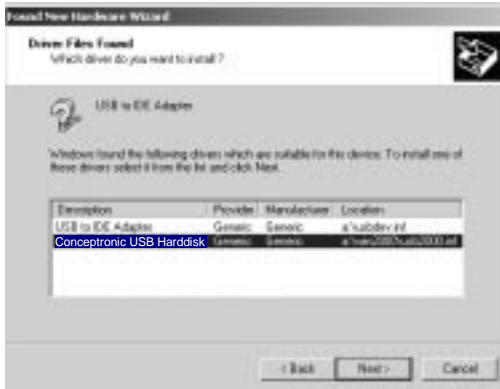 Found New Hardware Wizard
Driver Files Found
Which driver do you want to install?
USB to IDE Adapter
Windows found the following drivers which are suitable for this device. To install one of
these drivers select it from the list and click Next.
Description Provider Manufacturer Location
USB to IDE Adapter Generic Generic a:\usbdev.inf
Conceptronic USB Harddisk Generic Generic
< Back Next > Cancel